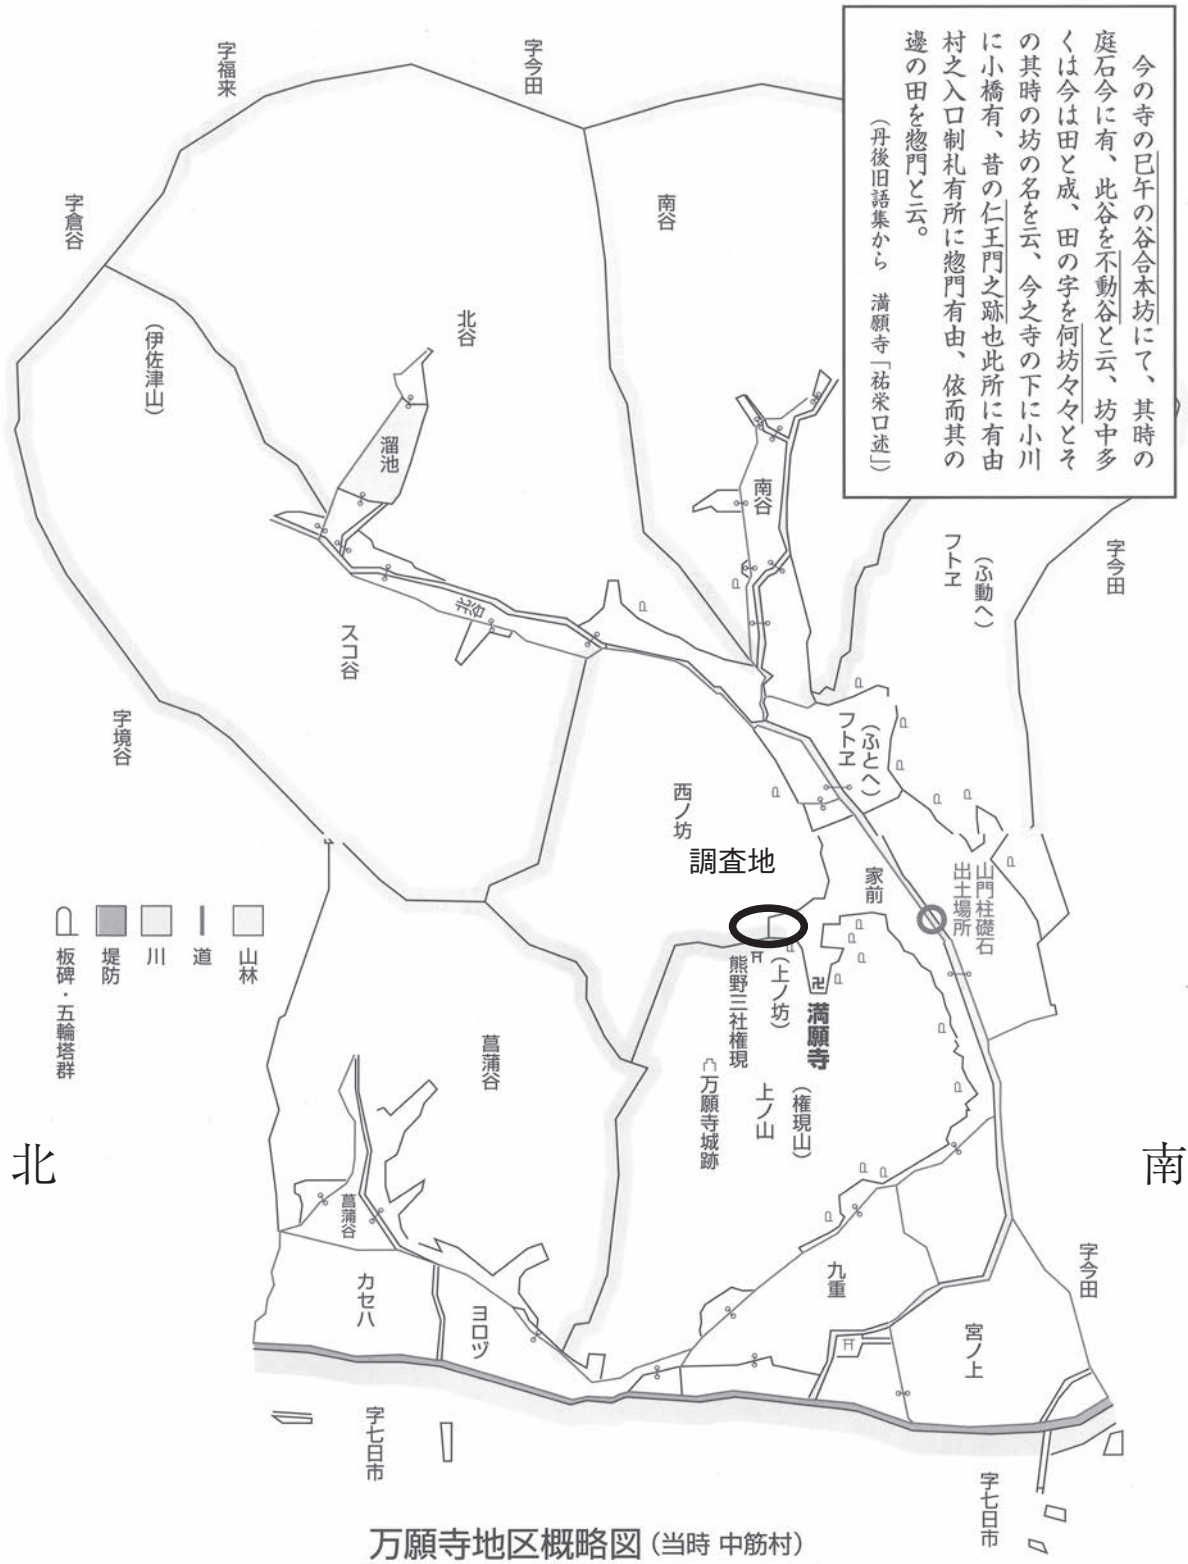 今の寺の巳午の谷合本坊にて、其時の
庭石今に有、此谷を不動谷と云、坊中多
くは今は田と成、田の字を何坊々々とそ
の其時の坊の名を云、今之寺の下に小川
に小橋有、昔の仁王門之跡也此所に有由
村之入口制札有所に惣門有由、依而其の
邊の田を惣門と云。
(丹後旧語集から 満願寺「祐栄口述」)
字福来
字今田
字倉谷
南谷
(伊佐津山)
北谷
溜池
南谷
フトヱ
(ふ動へ)
字今田
北谷
スコ谷
字境谷
フトヱ
(ふとへ)
西ノ坊
調査地
家前
山門柱礎石
出土場所
山林
道
川
堤防
板碑・五輪塔群
熊野三社権現
(上ノ坊)
満願寺
菖蒲谷
万願寺城跡
上ノ山
(権現山)
北
南
菖蒲谷
カセハ
ヨロヅ
九重
宮ノ上
字今田
字七日市
字七日市
万願寺地区概略図(当時 中筋村)